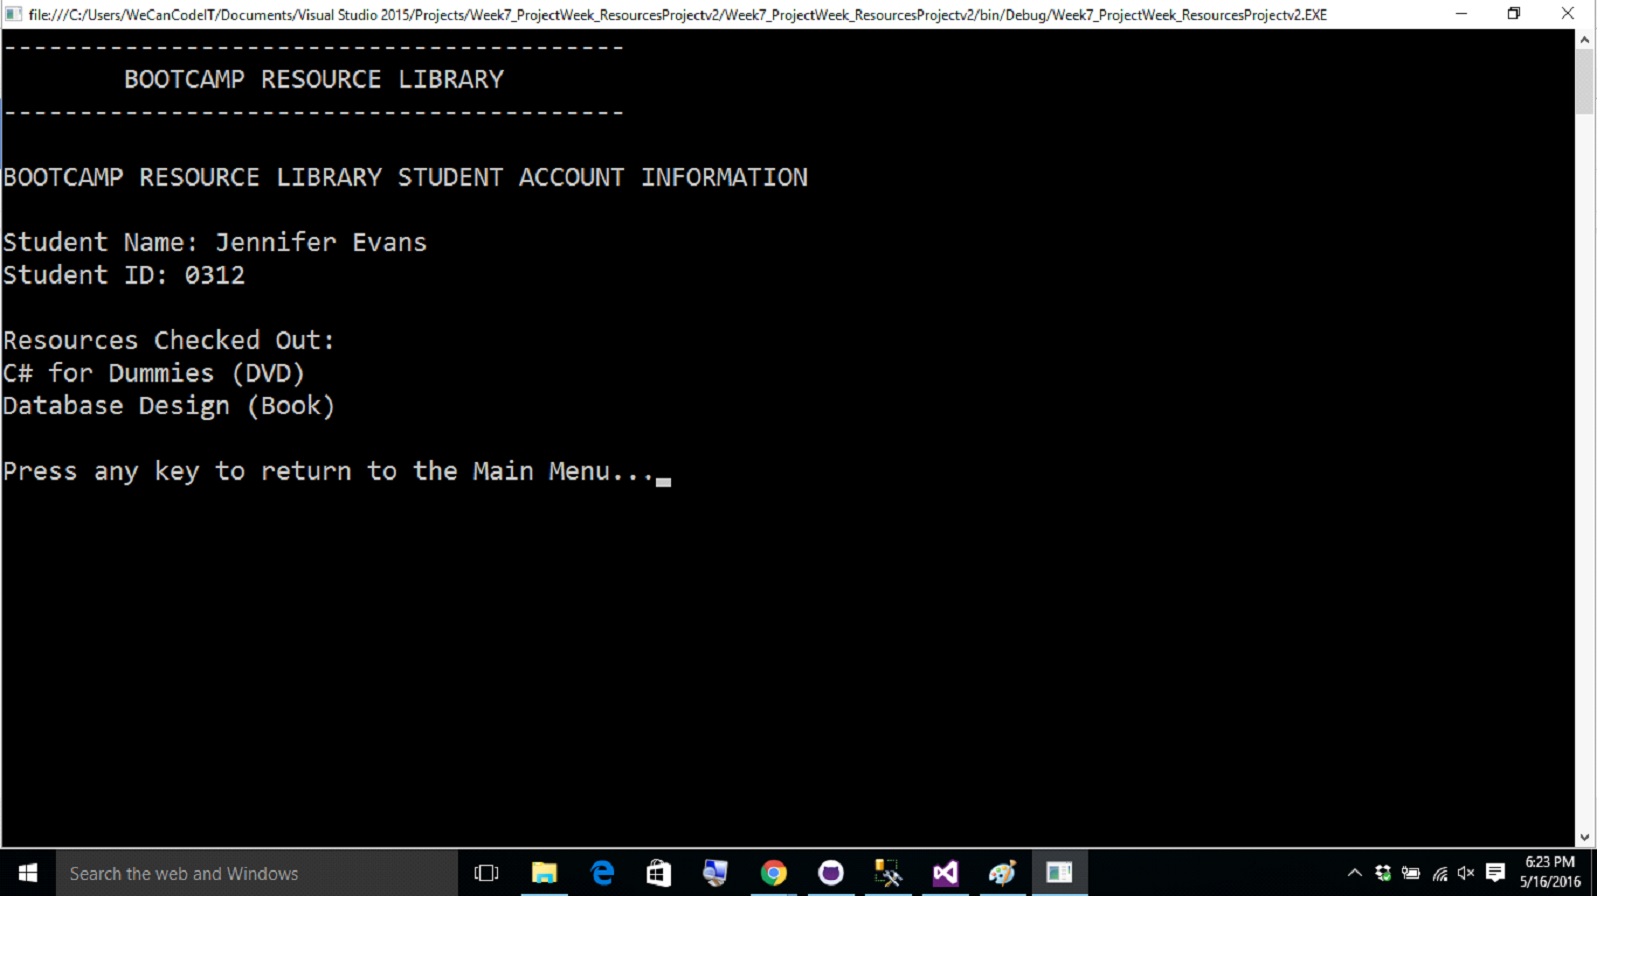 file:///C:/Users/WeCanCodeIT/Documents/Visual Studio 2015/Projects/Week7_ProjectWeek_ResourcesProjectv2/Week7_ProjectWeek_ResourcesProjectv2/bin/Debug/Week7_ProjectWeek_ResourcesProjectv2.EXE
-----------------------------------------
BOOTCAMP RESOURCE LIBRARY
-----------------------------------------
BOOTCAMP RESOURCE LIBRARY STUDENT ACCOUNT INFORMATION
Student Name: Jennifer Evans
Student ID: 0312
Resources Checked Out:
C# for Dummies (DVD)
Database Design (Book)
Press any key to return to the Main Menu...
Search the web and Windows
6:23 PM
5/16/2016